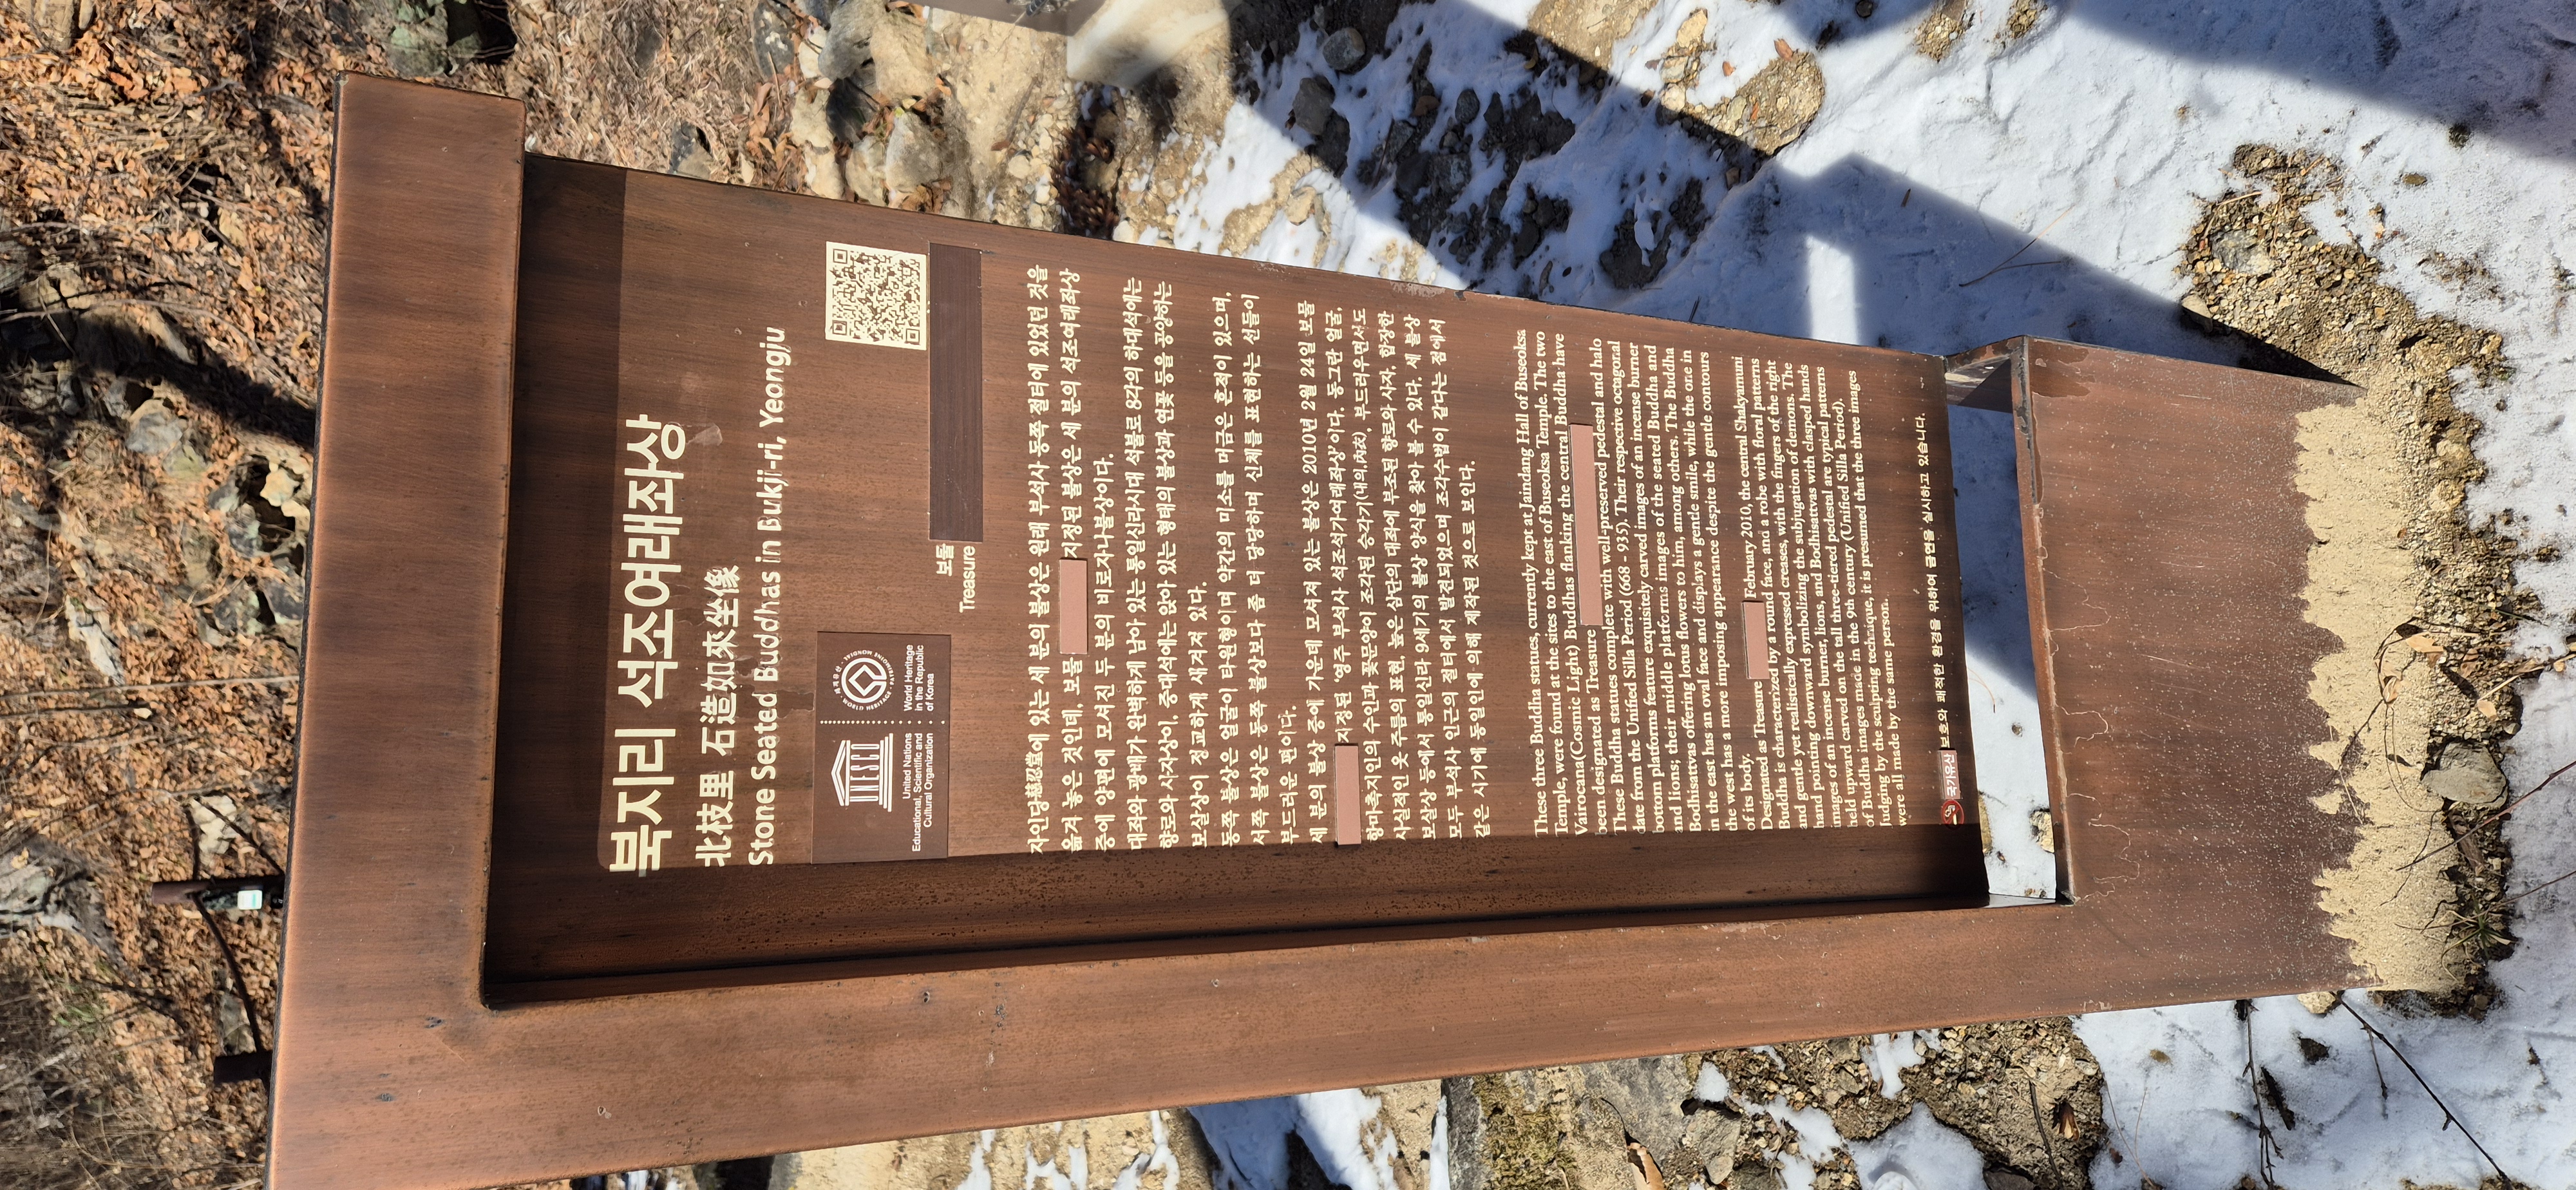 북지리 석조여래좌상
北枝里 石造如來坐像
Stone Seated Buddhas in Bukji-ri, Yeongju
UNESCO
United Nations
Educational, Scientific and
Cultural Organization
WORLD HERITAGE · PATRIMOINE MONDIAL
World Heritage
in the Republic
of Korea
보물
Treasure
자인당慈忍堂에 있는 세 분의 불상은 원래 부석사 동쪽 절터에 있었던 것을
옮겨 놓은 것인데, 보물 지정된 불상은 세 분의 석조여래좌상
중에 양편에 모셔진 두 분의 비로자나불상이다.
대좌와 광배가 완벽하게 남아 있는 통일신라시대 석불로 8각의 하대석에는
향로와 사자상이, 중대석에는 앉아 있는 형태의 불상과 연꽃 등을 공양하는
보살상이 정교하게 새겨져 있다.
동쪽 불상은 얼굴이 타원형이며 약간의 미소를 머금은 흔적이 있으며,
서쪽 불상은 동쪽 불상보다 좀 더 당당하며 신체를 표현하는 선들이
부드러운 편이다.
세 분의 불상 중에 가운데 모셔져 있는 불상은 2010년 2월 24일 보물
지정된 '영주 부석사 석조석가여래좌상'이다. 동그란 얼굴,
항마촉지인의 수인과 꽃문양이 조각된 승각기(내의,內衣), 부드러우면서도
사실적인 옷 주름의 표현, 높은 삼단의 대좌에 부조된 향로와 사자, 합장한
보살상 등에서 통일신라 9세기의 불상 양식을 찾아 볼 수 있다. 세 불상
모두 부석사 인근의 절터에서 발견되었으며 조각수법이 같다는 점에서
같은 시기에 동일인에 의해 제작된 것으로 보인다.
These three Buddha statues, currently kept at Jaindang Hall of Buseoksa
Temple, were found at the sites to the east of Buseoksa Temple. The two
Vairocana(Cosmic Light) Buddhas flanking the central Buddha have
been designated as Treasure
These Buddha statues complete with well-preserved pedestal and halo
date from the Unified Silla Period (668 - 935). Their respective octagonal
bottom platforms feature exquisitely carved images of an incense burner
and lions; their middle platforms images of the seated Buddha and
Bodhisattvas offering lotus flowers to him, among others. The Buddha
in the east has an oval face and displays a gentle smile, while the one in
the west has a more imposing appearance despite the gentle contours
of its body.
Designated as Treasure February 2010, the central Shakyamuni
Buddha is characterized by a round face, and a robe with floral patterns
and gentle yet realistically expressed creases, with the fingers of the right
hand pointing downward symbolizing the subjugation of demons. The
images of an incense burner, lions, and Bodhisattvas with clasped hands
held upward carved on the tall three-tiered pedestal are typical patterns
of Buddha images made in the 9th century (Unified Silla Period).
Judging by the sculpting technique, it is presumed that the three images
were all made by the same person.
국가유산 보호와 쾌적한 환경을 위하여 금연을 실시하고 있습니다.